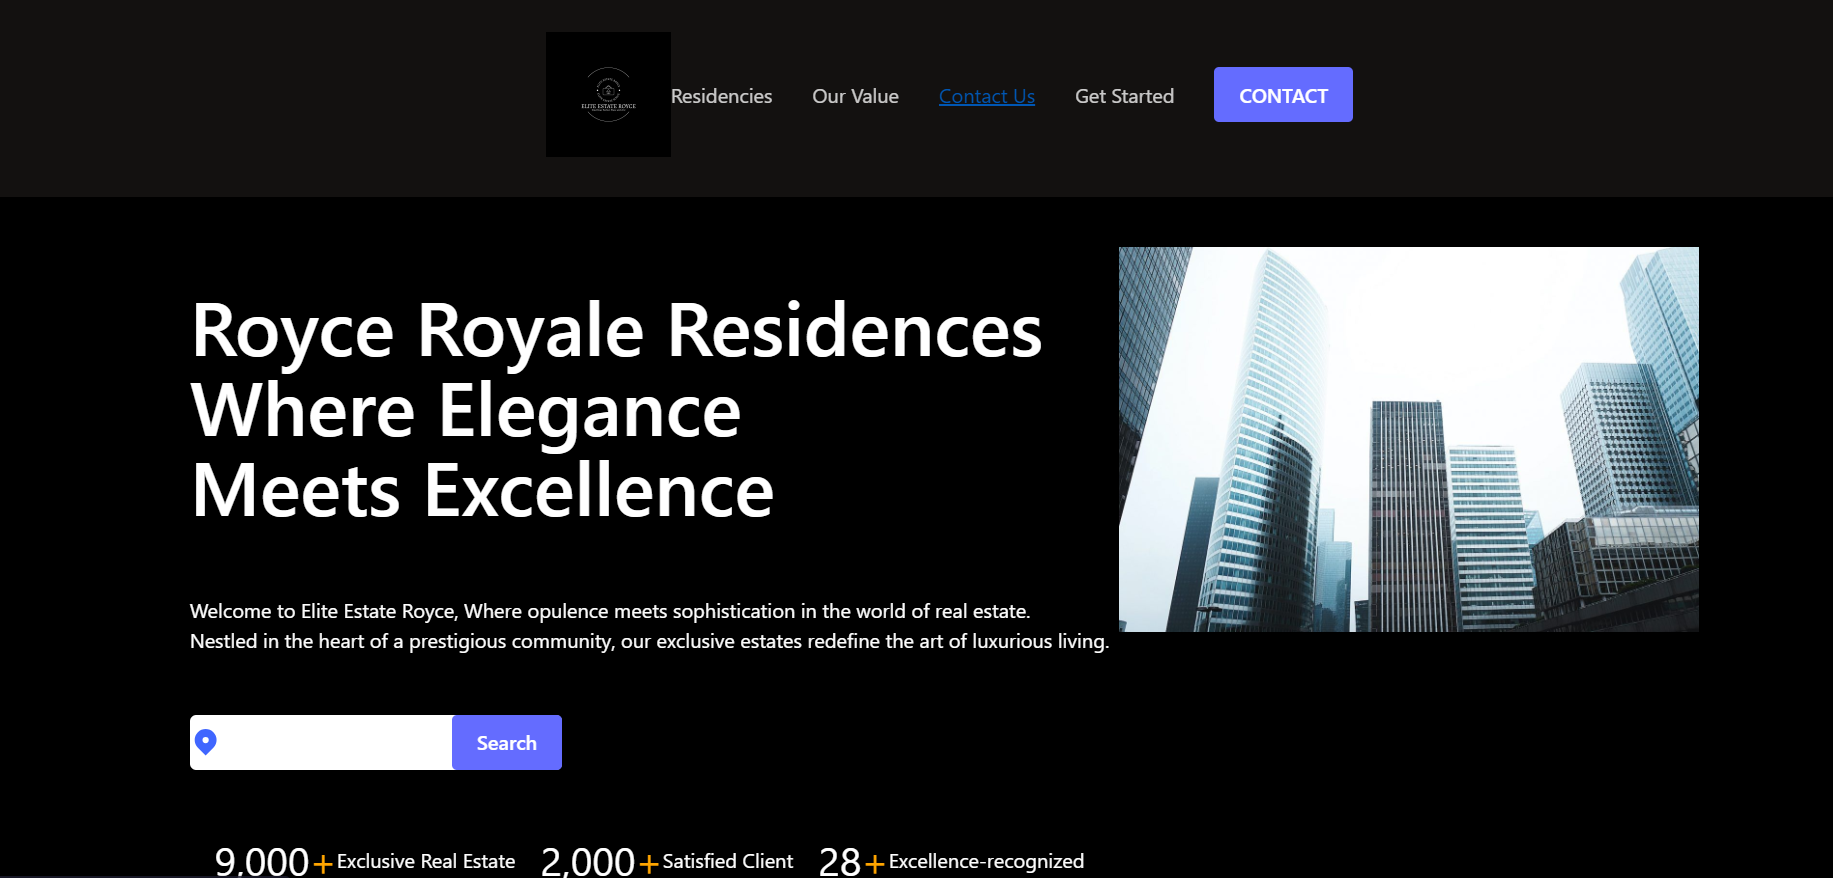 ELITE ESTATE ROYCE
Residencies
Our Value
Contact Us
Get Started
CONTACT
Royce Royale Residences
Where Elegance
Meets Excellence
Welcome to Elite Estate Royce, Where opulence meets sophistication in the world of real estate.
Nestled in the heart of a prestigious community, our exclusive estates redefine the art of luxurious living.
Search
9,000+ Exclusive Real Estate
2,000+ Satisfied Client
28+ Excellence-recognized